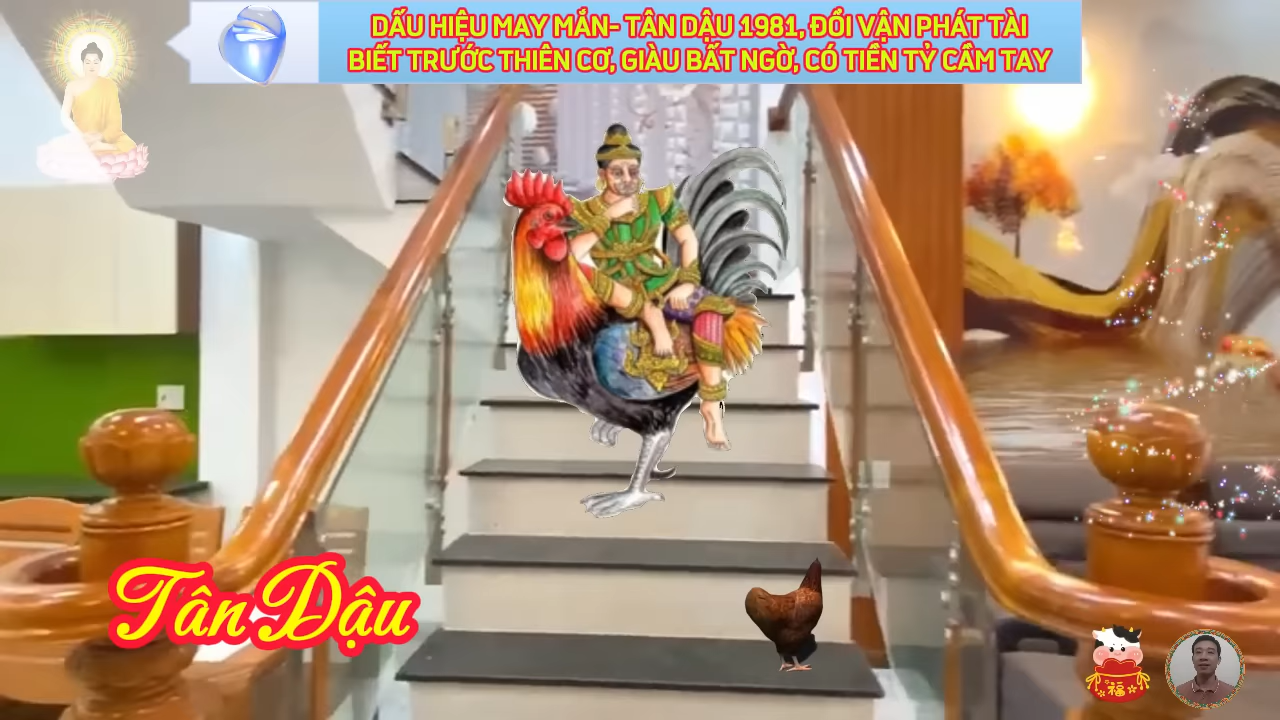 DẤU HIỆU MAY MẮN- TÂN DẬU 1981, ĐỔI VẬN PHÁT TÀI
BIẾT TRƯỚC THIÊN CƠ, GIÀU BẤT NGỜ, CÓ TIỀN TỶ CẦM TAY
Tân Dậu
福